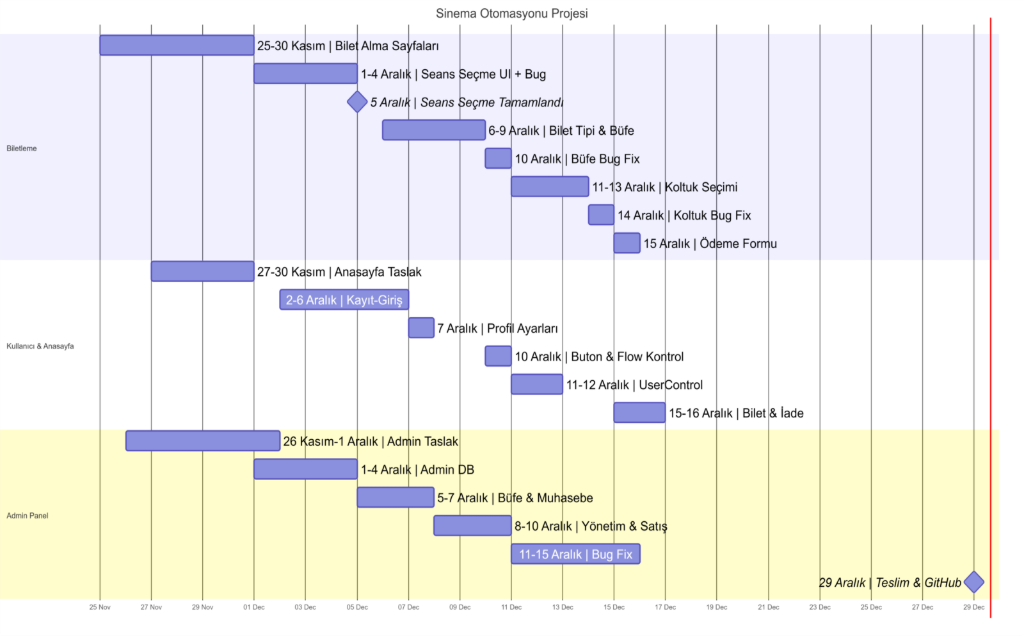 Sinema Otomasyonu Projesi
Biletleme
25-30 Kasım | Bilet Alma Sayfaları
1-4 Aralık | Seans Seçme UI + Bug
5 Aralık | Seans Seçme Tamamlandı
6-9 Aralık | Bilet Tipi & Büfe
10 Aralık | Büfe Bug Fix
11-13 Aralık | Koltuk Seçimi
14 Aralık | Koltuk Bug Fix
15 Aralık | Ödeme Formu
Kullanıcı & Anasayfa
27-30 Kasım | Anasayfa Taslak
2-6 Aralık | Kayıt-Giriş
7 Aralık | Profil Ayarları
10 Aralık | Buton & Flow Kontrol
11-12 Aralık | UserControl
15-16 Aralık | Bilet & İade
Admin Panel
26 Kasım-1 Aralık | Admin Taslak
1-4 Aralık | Admin DB
5-7 Aralık | Büfe & Muhasebe
8-10 Aralık | Yönetim & Satış
11-15 Aralık | Bug Fix
29 Aralık | Teslim & GitHub
25 Nov 27 Nov 29 Nov 01 Dec 03 Dec 05 Dec 07 Dec 09 Dec 11 Dec 13 Dec 15 Dec 17 Dec 19 Dec 21 Dec 23 Dec 25 Dec 27 Dec 29 Dec